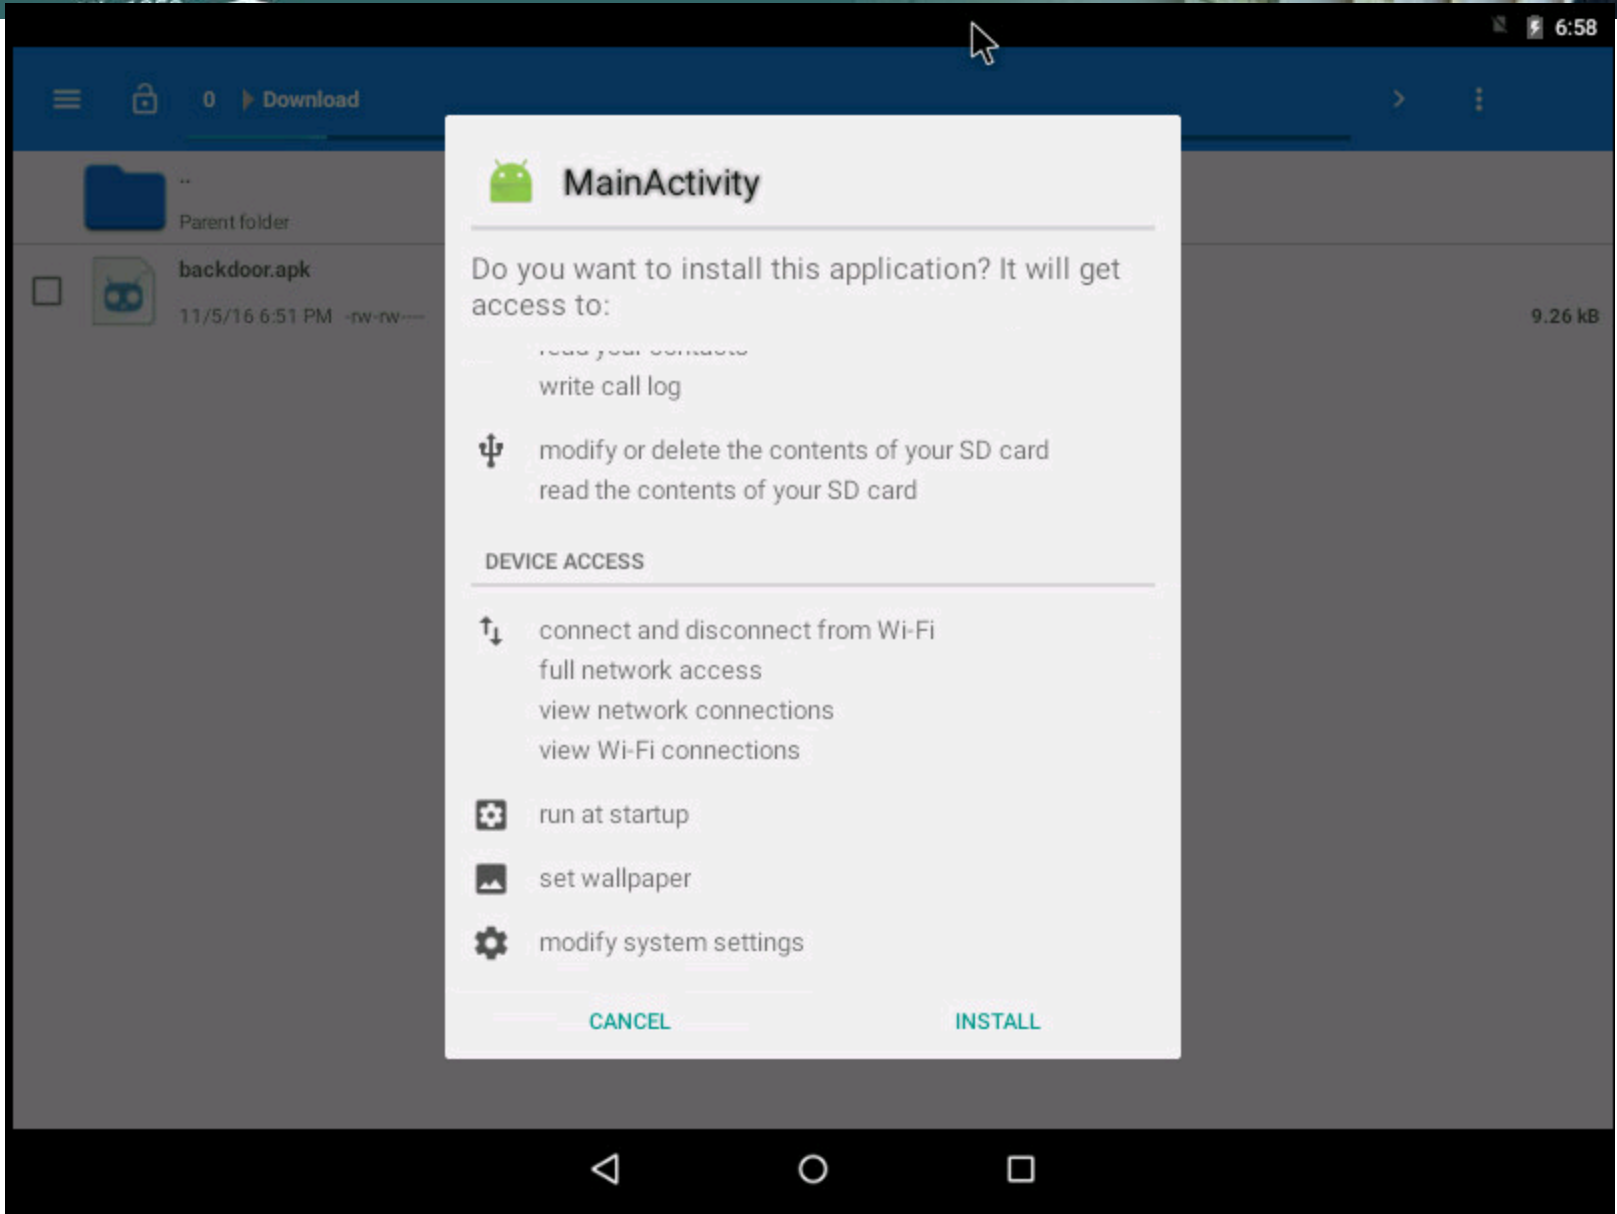 6:58
0 Download
MainActivity
Do you want to install this application? It will get
access to:
read your contacts
write call log
modify or delete the contents of your SD card
read the contents of your SD card
DEVICE ACCESS
connect and disconnect from Wi-Fi
full network access
view network connections
view Wi-Fi connections
run at startup
set wallpaper
modify system settings
CANCEL INSTALL
..
Parent folder
backdoor.apk
11/5/16 6:51 PM -rw-rw---- 9.26 kB